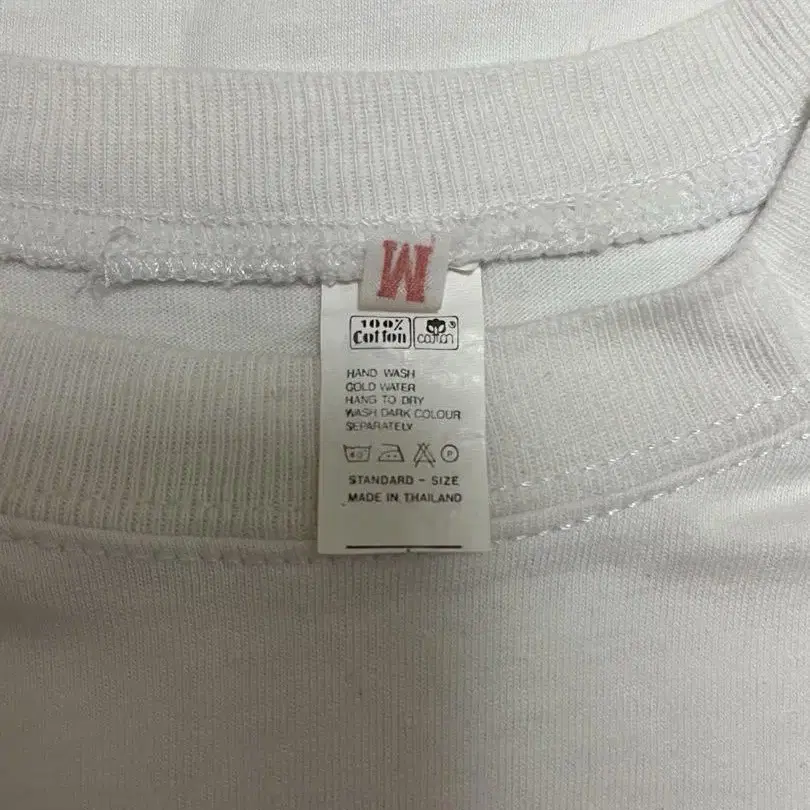 M
100%
Cotton
cotton
®
HAND WASH
COLD WATER
HANG TO DRY
WASH DARK COLOUR
SEPARATELY
40°
P
STANDARD - SIZE
MADE IN THAILAND